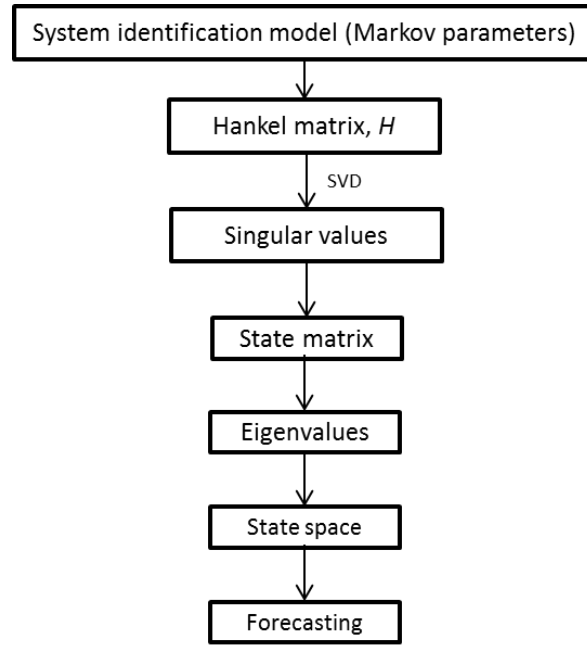 System identification model (Markov parameters)
Hankel matrix, H
SVD
Singular values
State matrix
Eigenvalues
State space
Forecasting